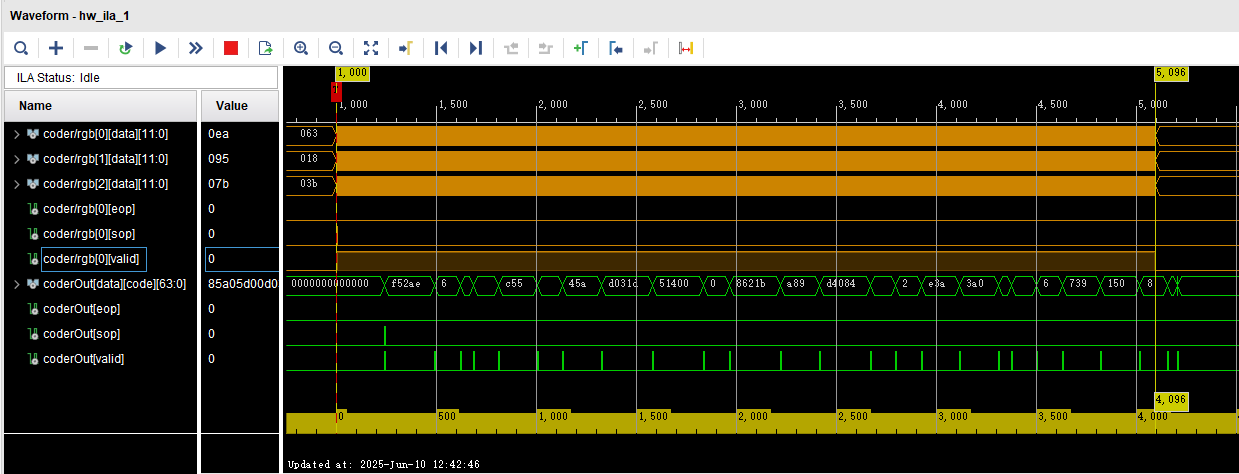 Waveform - hw_ila_1
ILA Status: Idle
Name Value
1,000 5,096
1,000 1,500 2,000 2,500 3,000 3,500 4,000 4,500 5,000
coder/rgb[0][data][11:0] 0ea 063
coder/rgb[1][data][11:0] 095 018
coder/rgb[2][data][11:0] 07b 03b
coder/rgb[0][eop] 0
coder/rgb[0][sop] 0
coder/rgb[0][valid] 0
coderOut[data][code][63:0] 85a05d00d0 0000000000000 f52ae 6 c55 45a d031d 51400 0 8621b a89 d4084 2 e3a 3a0 6 739 150 8
coderOut[eop] 0
coderOut[sop] 0
coderOut[valid] 0
4,096
0 500 1,000 1,500 2,000 2,500 3,000 3,500 4,000
Updated at: 2025-Jun-10 12:42:46